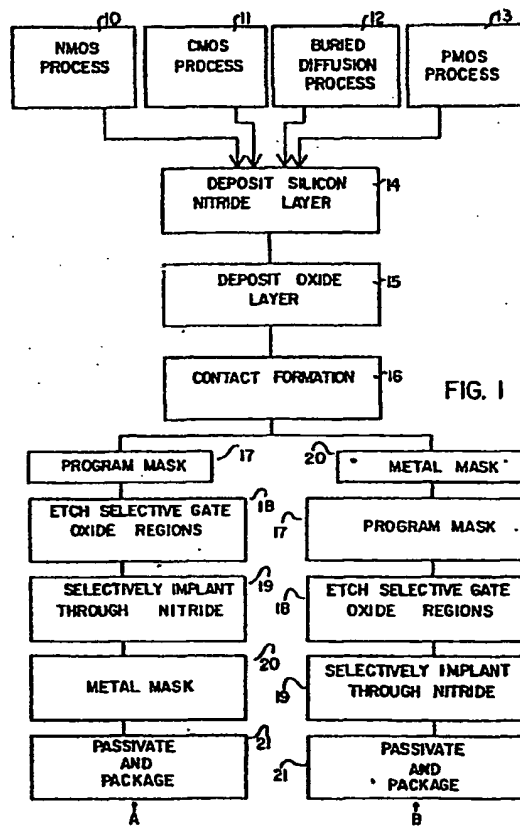 10
NMOS
PROCESS
11
CMOS
PROCESS
12
BURIED
DIFFUSION
PROCESS
13
PMOS
PROCESS
DEPOSIT SILICON
NITRIDE LAYER
14
DEPOSIT OXIDE
LAYER
15
CONTACT FORMATION
16
FIG. 1
PROGRAM MASK
17
ETCH SELECTIVE GATE
OXIDE REGIONS
18
SELECTIVELY IMPLANT
THROUGH NITRIDE
19
METAL MASK
20
PASSIVATE
AND
PACKAGE
21
A
20
METAL MASK
17
PROGRAM MASK
18
ETCH SELECTIVE GATE
OXIDE REGIONS
19
SELECTIVELY IMPLANT
THROUGH NITRIDE
21
PASSIVATE
AND
PACKAGE
B